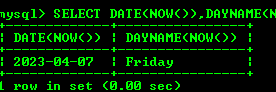 mysql> SELECT DATE(NOW()),DAYNAME(N
| DATE(NOW()) | DAYNAME(NOW()) |
| 2023-04-07 | Friday |
1 row in set (0.00 sec)